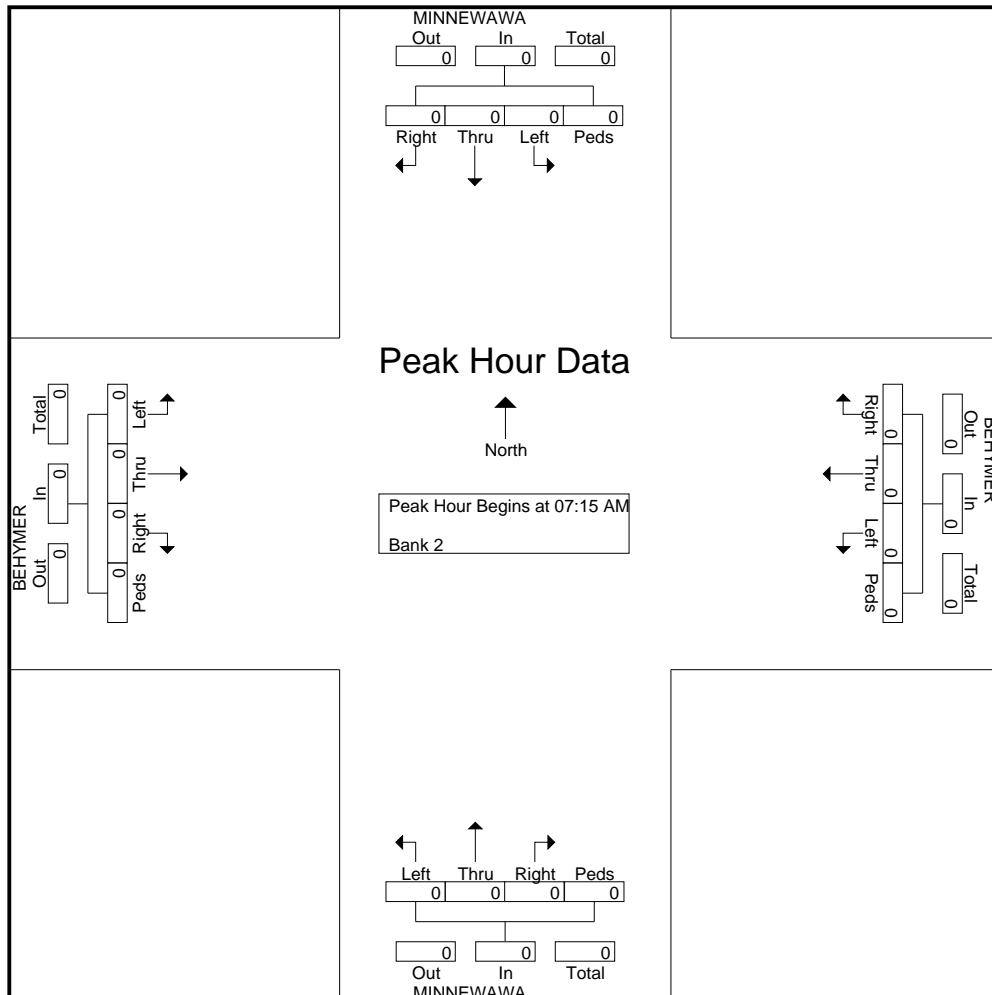 MINNEWAWA
Out In Total
0 0 0
0 0 0 0
Right Thru Left Peds
Peak Hour Data
North
Peak Hour Begins at 07:15 AM
Bank 2
BEHYMER
Total In Out
0 0 0
0 0 0 0
Left Thru Right Peds
BEHYMER
Out In Total
0 0 0
0 0 0 0
Right Thru Left Peds
Left Thru Right Peds
0 0 0 0
0 0 0
Out In Total
MINNEWAWA